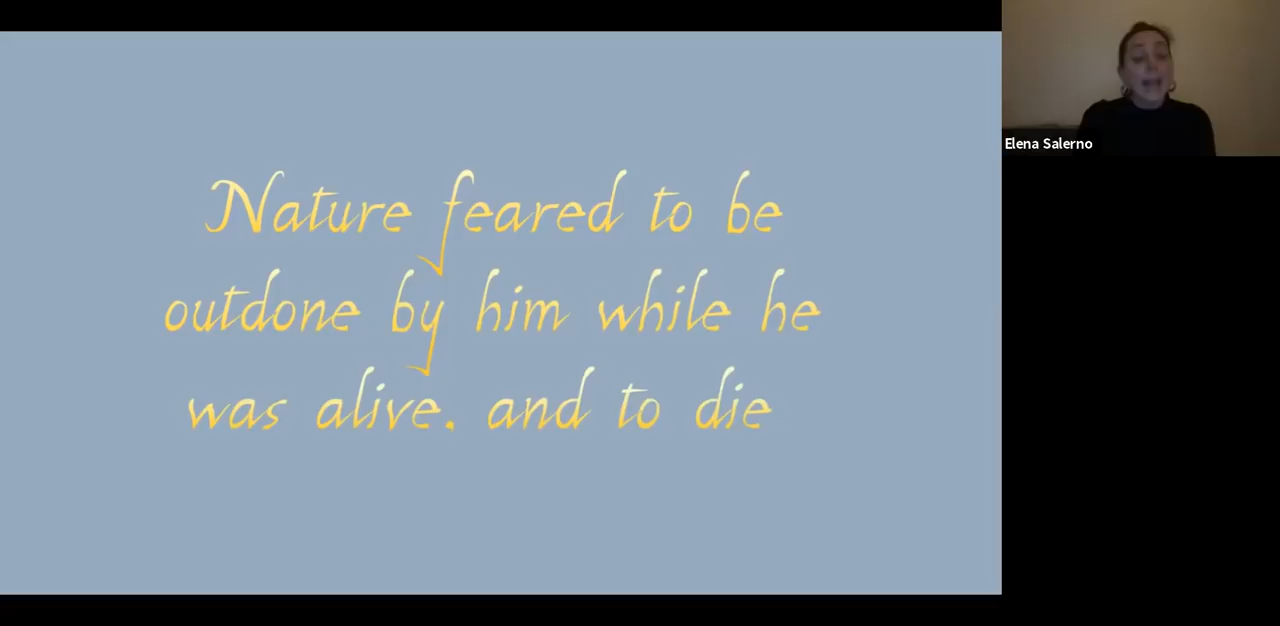 Nature feared to be
outdone by him while he
was alive. and to die
Elena Salerno